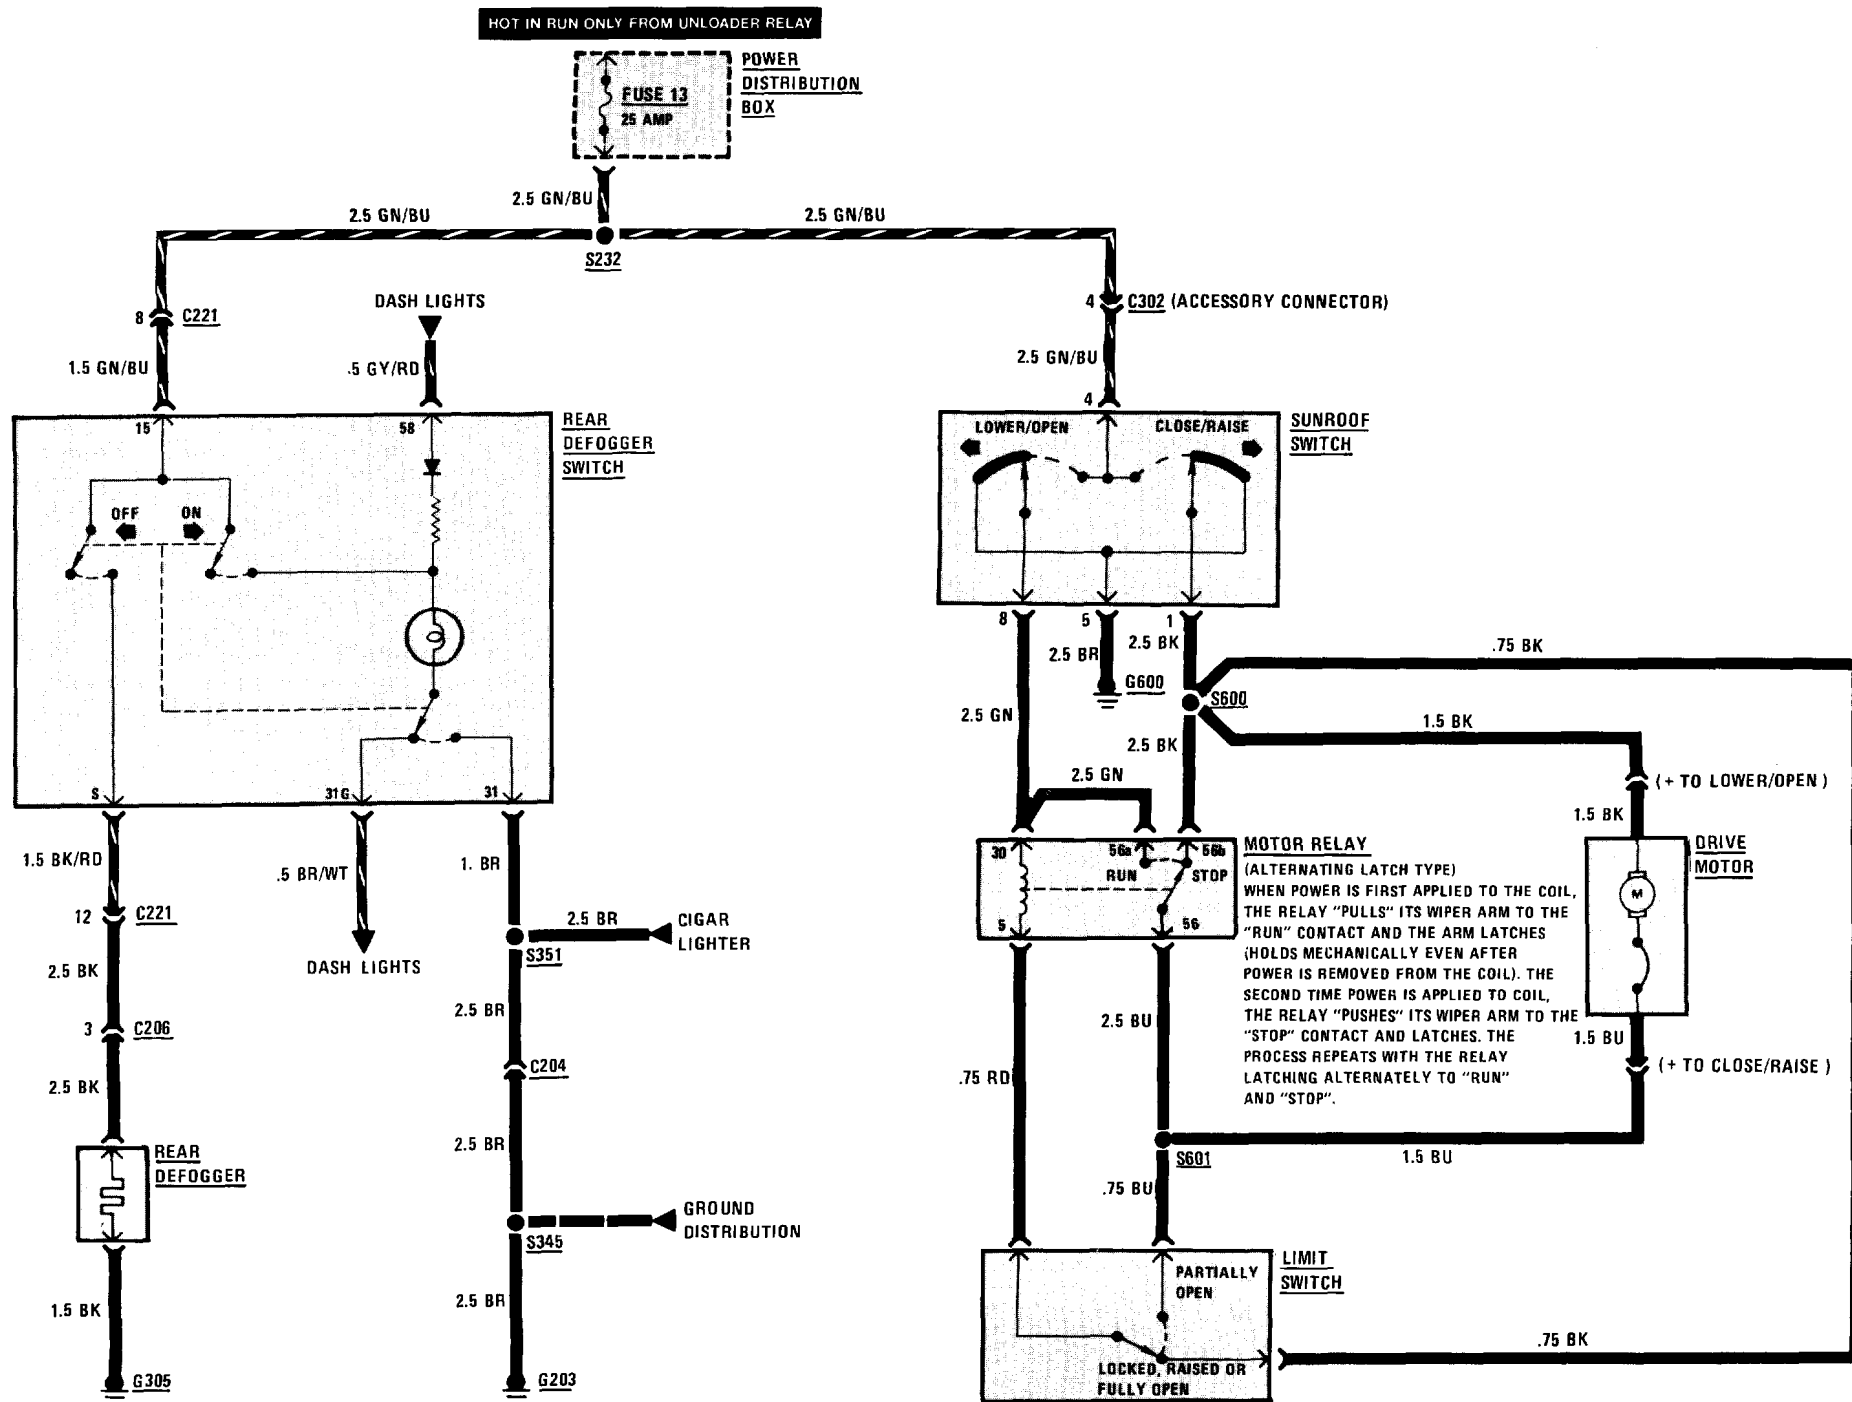 HOT IN RUN ONLY FROM UNLOADER RELAY
POWER
DISTRIBUTION
BOX
FUSE 13
25 AMP
2.5 GN/BU
2.5 GN/BU
2.5 GN/BU
S232
8
C221
DASH LIGHTS
4
C302 (ACCESSORY CONNECTOR)
1.5 GN/BU
.5 GY/RD
2.5 GN/BU
4
15
58
REAR
DEFOGGER
SWITCH
LOWER/OPEN
CLOSE/RAISE
SUNROOF
SWITCH
OFF
ON
S
31G
31
8
5
1
2.5 BR
2.5 BK
G600
S600
.75 BK
2.5 GN
2.5 BK
1.5 BK
2.5 GN
(+ TO LOWER/OPEN)
1.5 BK
1.5 BK/RD
.5 BR/WT
1. BR
30
56a
56b
RUN
STOP
5
56
MOTOR RELAY
(ALTERNATING LATCH TYPE)
WHEN POWER IS FIRST APPLIED TO THE COIL,
THE RELAY "PULLS" ITS WIPER ARM TO THE
"RUN" CONTACT AND THE ARM LATCHES
(HOLDS MECHANICALLY EVEN AFTER
POWER IS REMOVED FROM THE COIL). THE
SECOND TIME POWER IS APPLIED TO COIL,
THE RELAY "PUSHES" ITS WIPER ARM TO THE
"STOP" CONTACT AND LATCHES. THE
PROCESS REPEATS WITH THE RELAY
LATCHING ALTERNATELY TO "RUN"
AND "STOP".
DRIVE
MOTOR
M
12
C221
2.5 BR
CIGAR
LIGHTER
S351
DASH LIGHTS
2.5 BK
2.5 BR
2.5 BU
1.5 BU
3
C206
C204
(+ TO CLOSE/RAISE)
2.5 BK
.75 RD
2.5 BR
S601
1.5 BU
REAR
DEFOGGER
.75 BU
GROUND
DISTRIBUTION
S345
1.5 BK
2.5 BR
PARTIALLY
OPEN
LIMIT
SWITCH
LOCKED, RAISED OR
FULLY OPEN
.75 BK
G305
G203